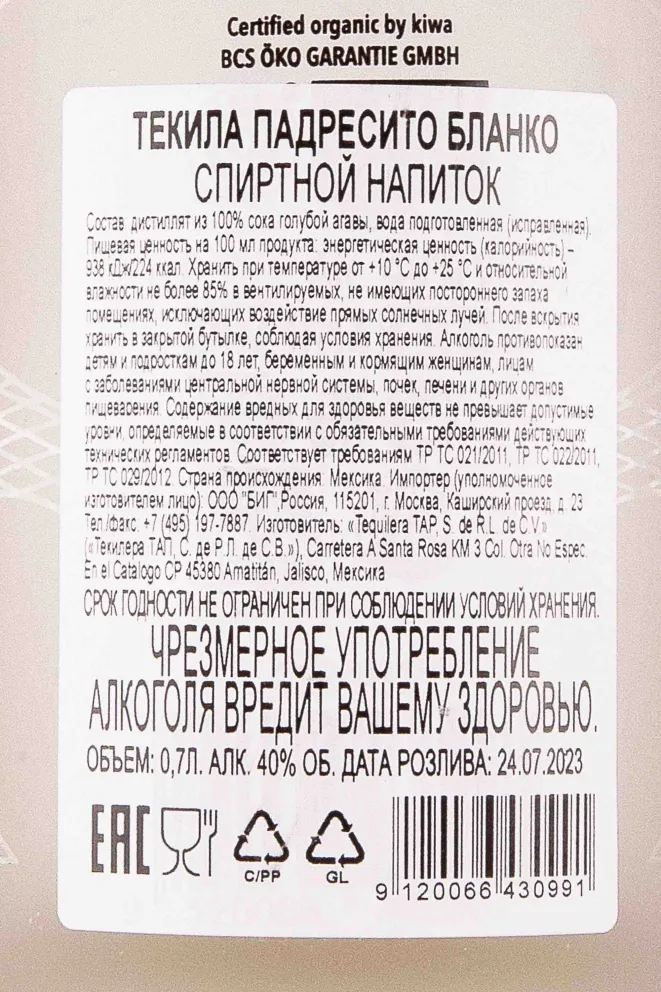 Certified organic by kiwa
BCS ÖKO GARANTIE GMBH
ТЕКИЛА ПАДРЕСИТО БЛАНКО
СПИРТНОЙ НАПИТОК
Состав: дистиллят из 100% сока голубой агавы, вода подготовленная (исправленная).
Пищевая ценность на 100 мл продукта: энергетическая ценность (калорийность) –
938 кДж/224 ккал. Хранить при температуре от +10 °C до +25 °C и относительной
влажности не более 85% в вентилируемых, не имеющих постороннего запаха
помещениях, исключающих воздействие прямых солнечных лучей. После вскрытия
хранить в закрытой бутылке, соблюдая условия хранения. Алкоголь противопоказан
детям и подросткам до 18 лет, беременным и кормящим женщинам, лицам
с заболеваниями центральной нервной системы, почек, печени и других органов
пищеварения. Содержание вредных для здоровья веществ не превышает допустимые
уровни, определяемые в соответствии с обязательными требованиями действующих
технических регламентов. Соответствует требованиям ТР ТС 021/2011, ТР ТС 022/2011,
ТР ТС 029/2012. Страна происхождения: Мексика. Импортер (уполномоченное
изготовителем лицо): ООО "БИГ",Россия, 115201, г. Москва, Каширский проезд, д. 23
Тел./факс. +7 (495) 197-7887. Изготовитель: «Tequilera TAP, S. de R.L. de C.V.»
(«Текилера ТАП, С. де Р.Л. де С.В.»), Carretera A Santa Rosa KM 3 Col. Otra No Espec.
En el Catalogo CP 45380 Amatitán, Jalisco, Мексика
СРОК ГОДНОСТИ НЕ ОГРАНИЧЕН ПРИ СОБЛЮДЕНИИ УСЛОВИЙ ХРАНЕНИЯ.
ЧРЕЗМЕРНОЕ УПОТРЕБЛЕНИЕ
АЛКОГОЛЯ ВРЕДИТ ВАШЕМУ ЗДОРОВЬЮ.
ОБЪЕМ: 0,7Л. АЛК. 40% ОБ. ДАТА РОЗЛИВА: 24.07.2023
EAC
C/PP GL
9 120066 430991